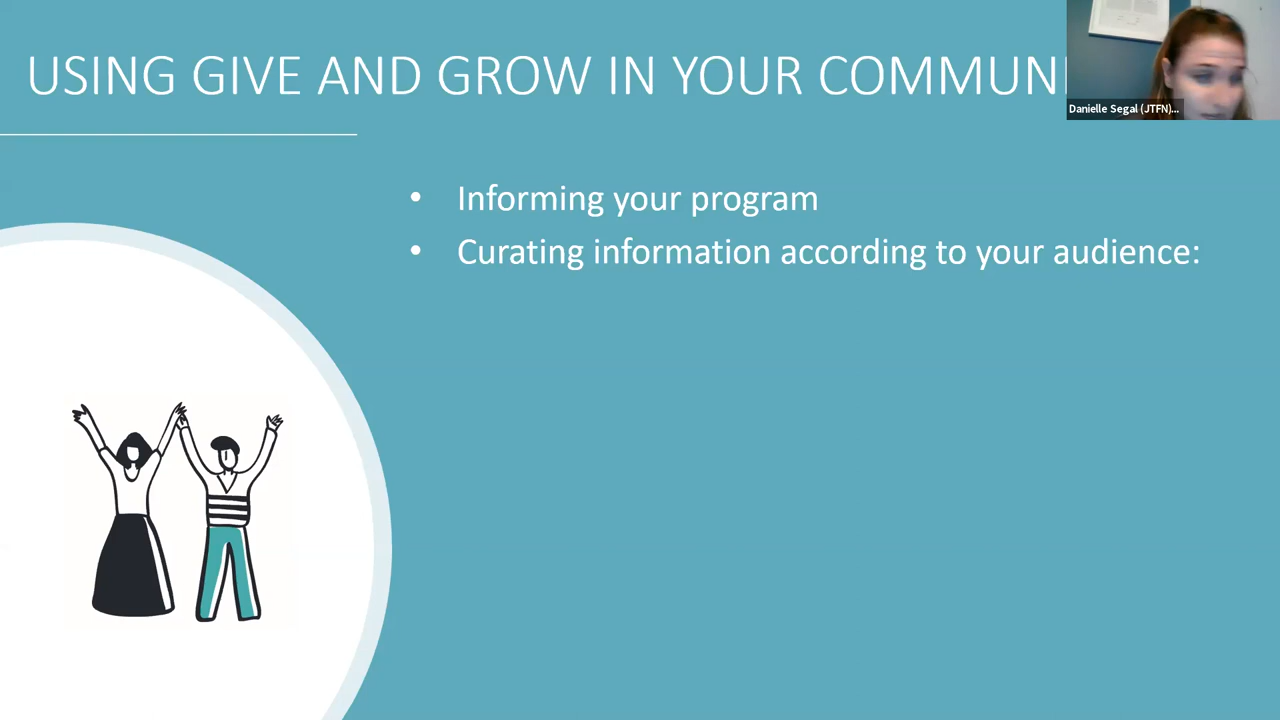 USING GIVE AND GROW IN YOUR COMMUN
Danielle Segal (JTFN)...
• Informing your program
• Curating information according to your audience: